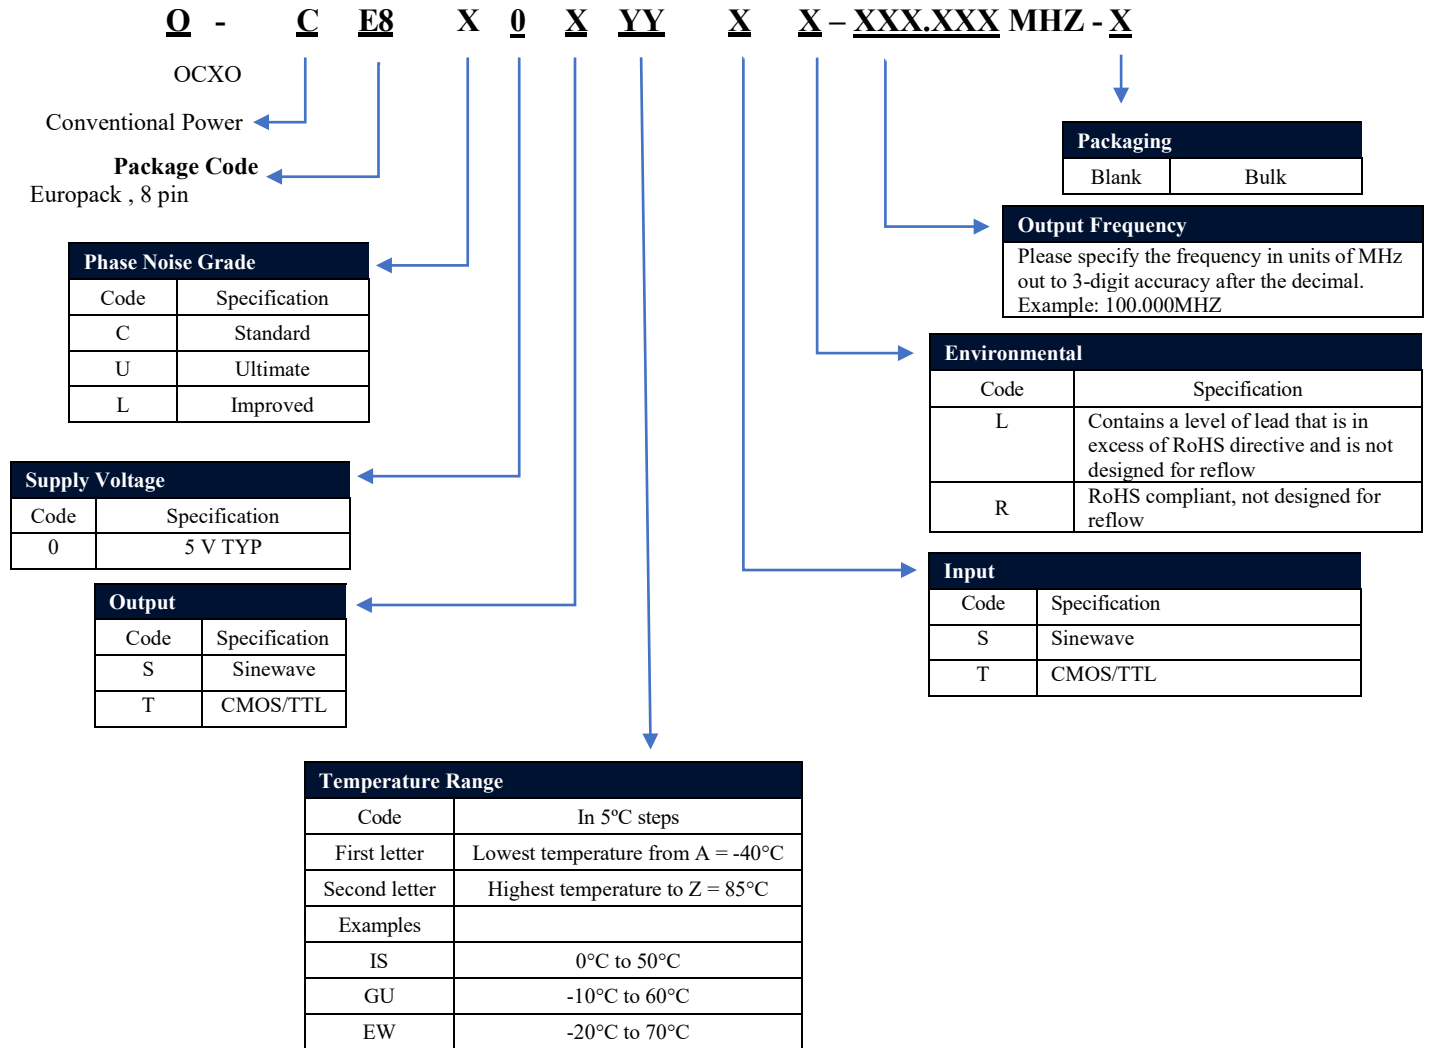 O - C E8 X 0 X YY X X – XXX.XXX MHZ - X
OCXO
Conventional Power
Package Code
Europack , 8 pin
Packaging
Blank Bulk
Output Frequency
Please specify the frequency in units of MHz
out to 3-digit accuracy after the decimal.
Example: 100.000MHZ
Phase Noise Grade
Code Specification
C Standard
U Ultimate
L Improved
Environmental
Code Specification
L Contains a level of lead that is in
excess of RoHS directive and is not
designed for reflow
R RoHS compliant, not designed for
reflow
Supply Voltage
Code Specification
0 5 V TYP
Input
Code Specification
S Sinewave
T CMOS/TTL
Output
Code Specification
S Sinewave
T CMOS/TTL
Temperature Range
Code In 5ºC steps
First letter Lowest temperature from A = -40°C
Second letter Highest temperature to Z = 85°C
Examples
IS 0°C to 50°C
GU -10°C to 60°C
EW -20°C to 70°C